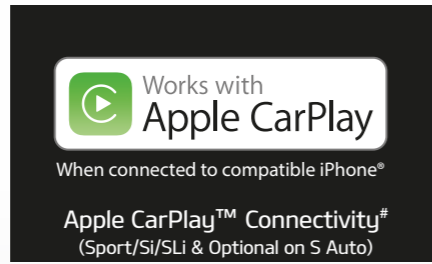 Works with
Apple CarPlay
When connected to compatible iPhone®
Apple CarPlay™ Connectivity#
(Sport/Si/SLi & Optional on S Auto)